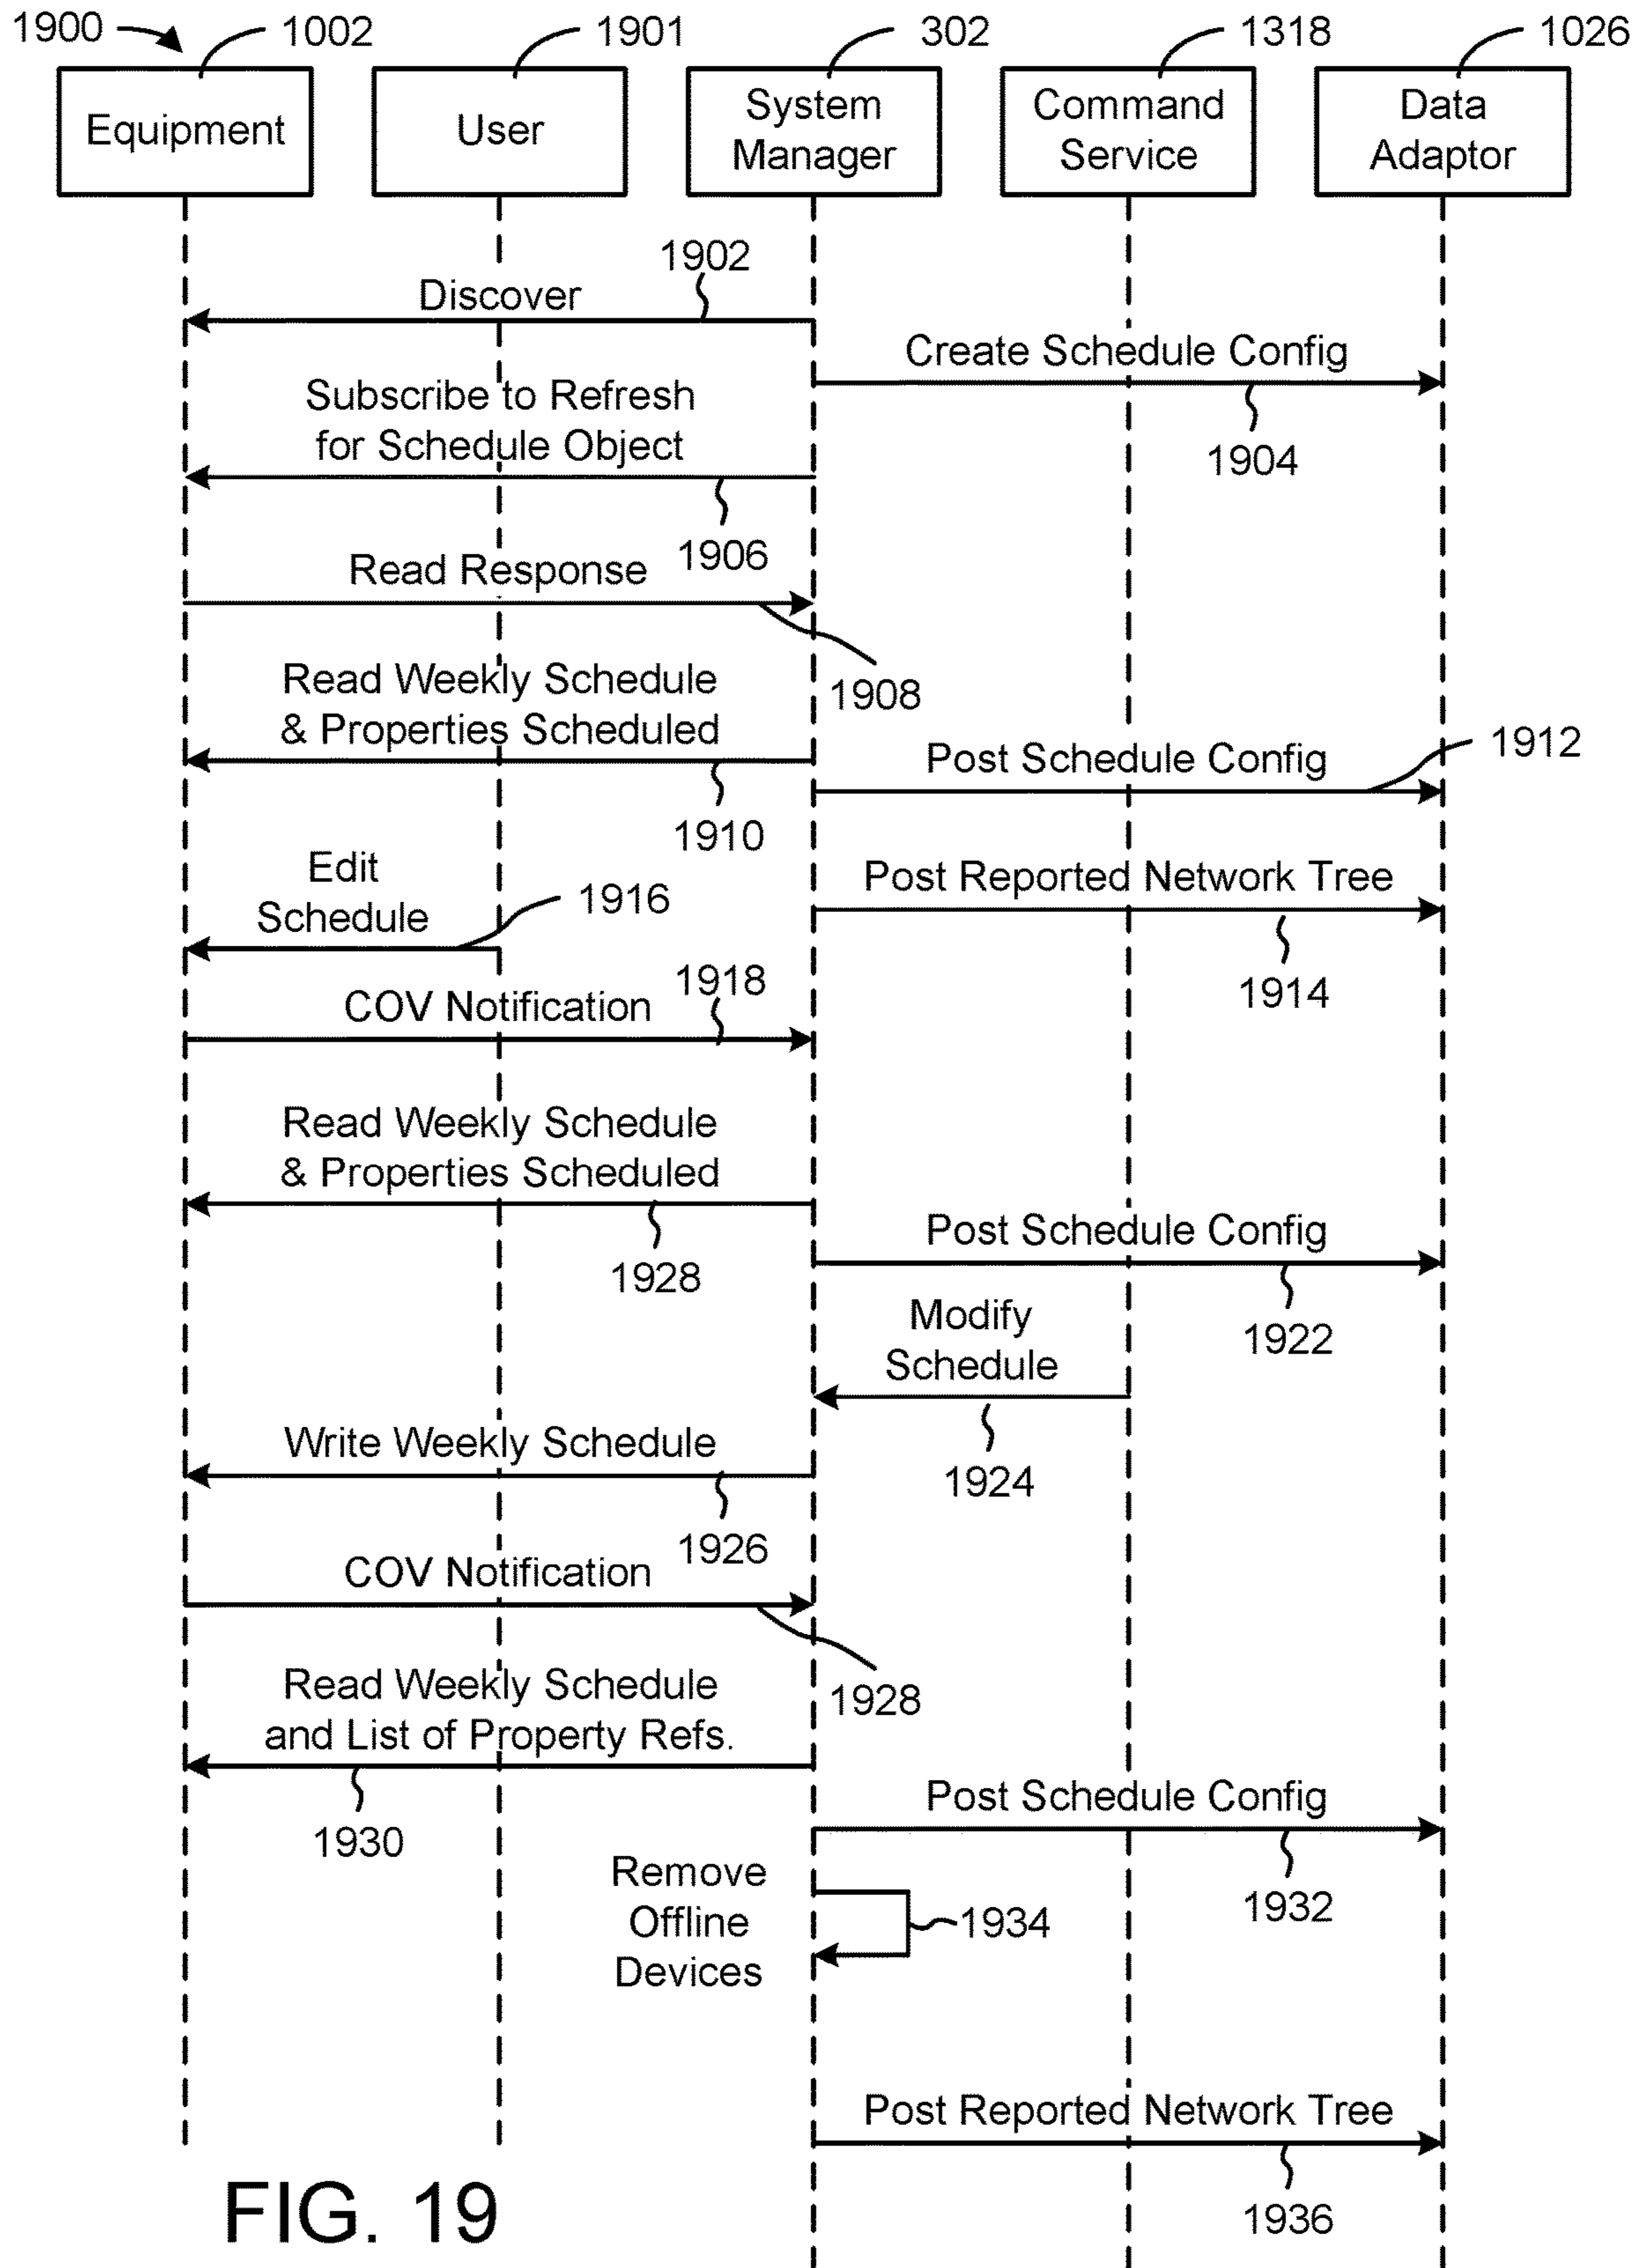 1900
1002
1901
302
1318
1026
Equipment
User
System
Manager
Command
Service
Data
Adaptor
1902
Discover
Create Schedule Config
1904
Subscribe to Refresh
for Schedule Object
1906
Read Response
1908
Read Weekly Schedule
& Properties Scheduled
1910
Post Schedule Config
1912
Post Reported Network Tree
1914
Edit
Schedule
1916
1918
COV Notification
Read Weekly Schedule
& Properties Scheduled
1928
Post Schedule Config
1922
Modify
Schedule
1924
Write Weekly Schedule
1926
COV Notification
1928
Read Weekly Schedule
and List of Property Refs.
1930
Post Schedule Config
1932
Remove
Offline
Devices
1934
Post Reported Network Tree
1936
FIG. 19